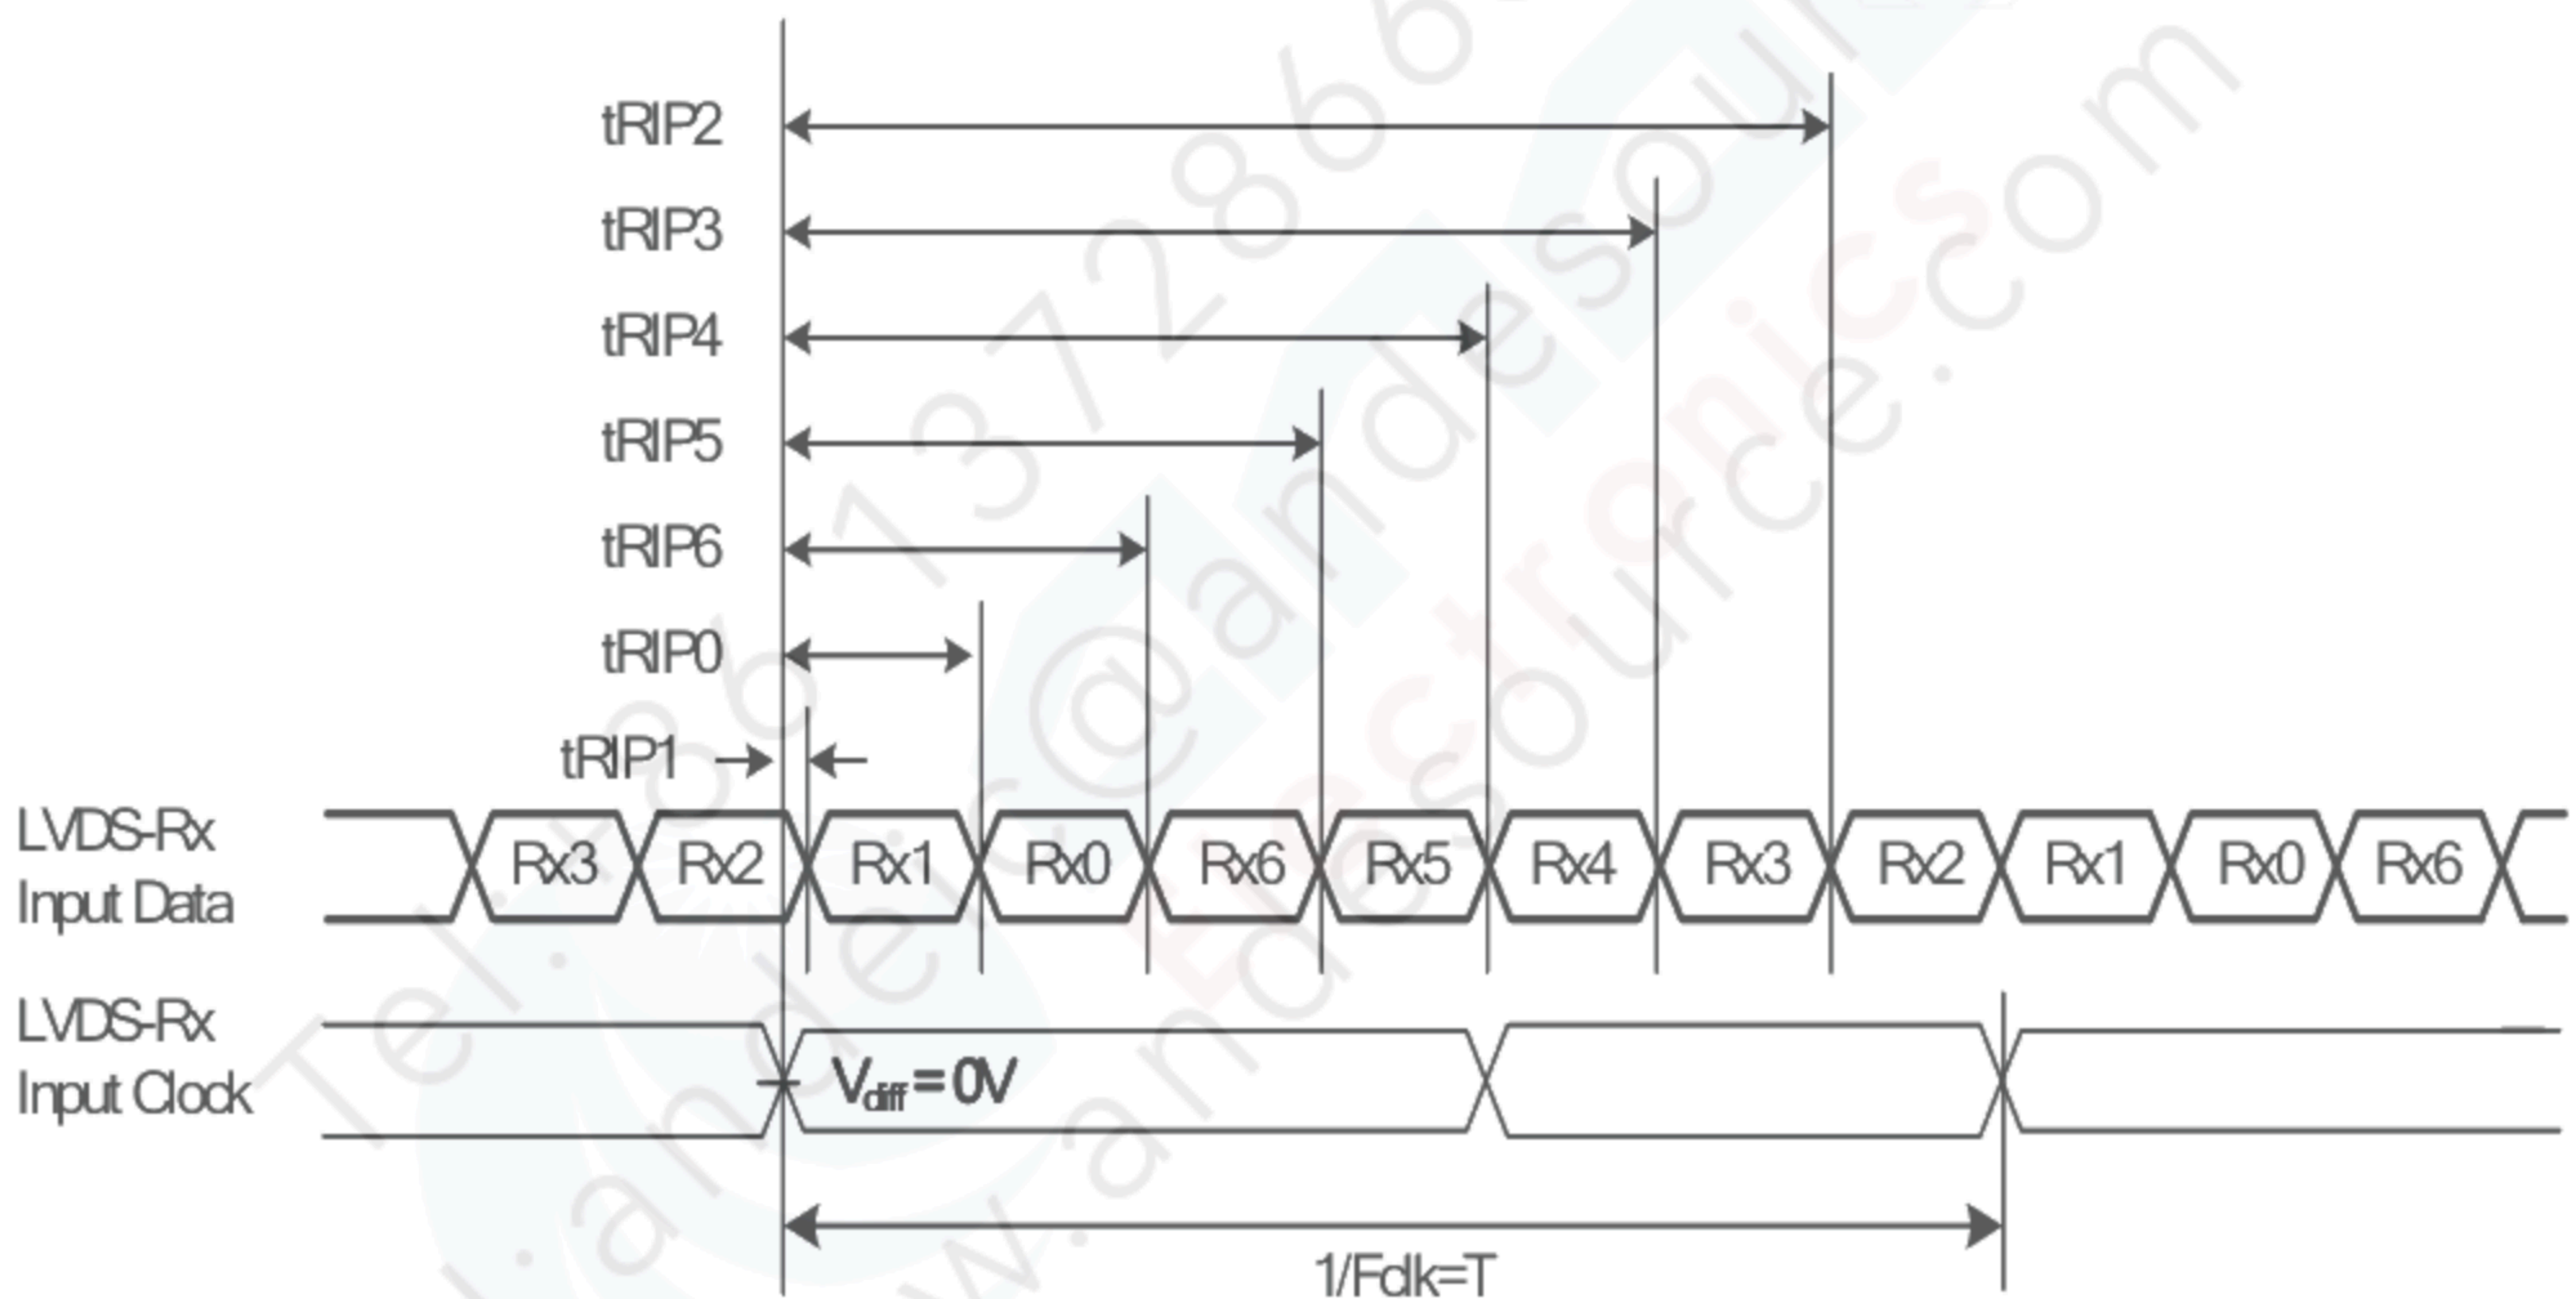 tRIP2
tRIP3
tRIP4
tRIP5
tRIP6
tRIP0
tRIP1
LVDS-Rx
Input Data
Rx3 Rx2 Rx1 Rx0 Rx6 Rx5 Rx4 Rx3 Rx2 Rx1 Rx0 Rx6
LVDS-Rx
Input Clock
Vdiff = 0V
1/Fclk=T